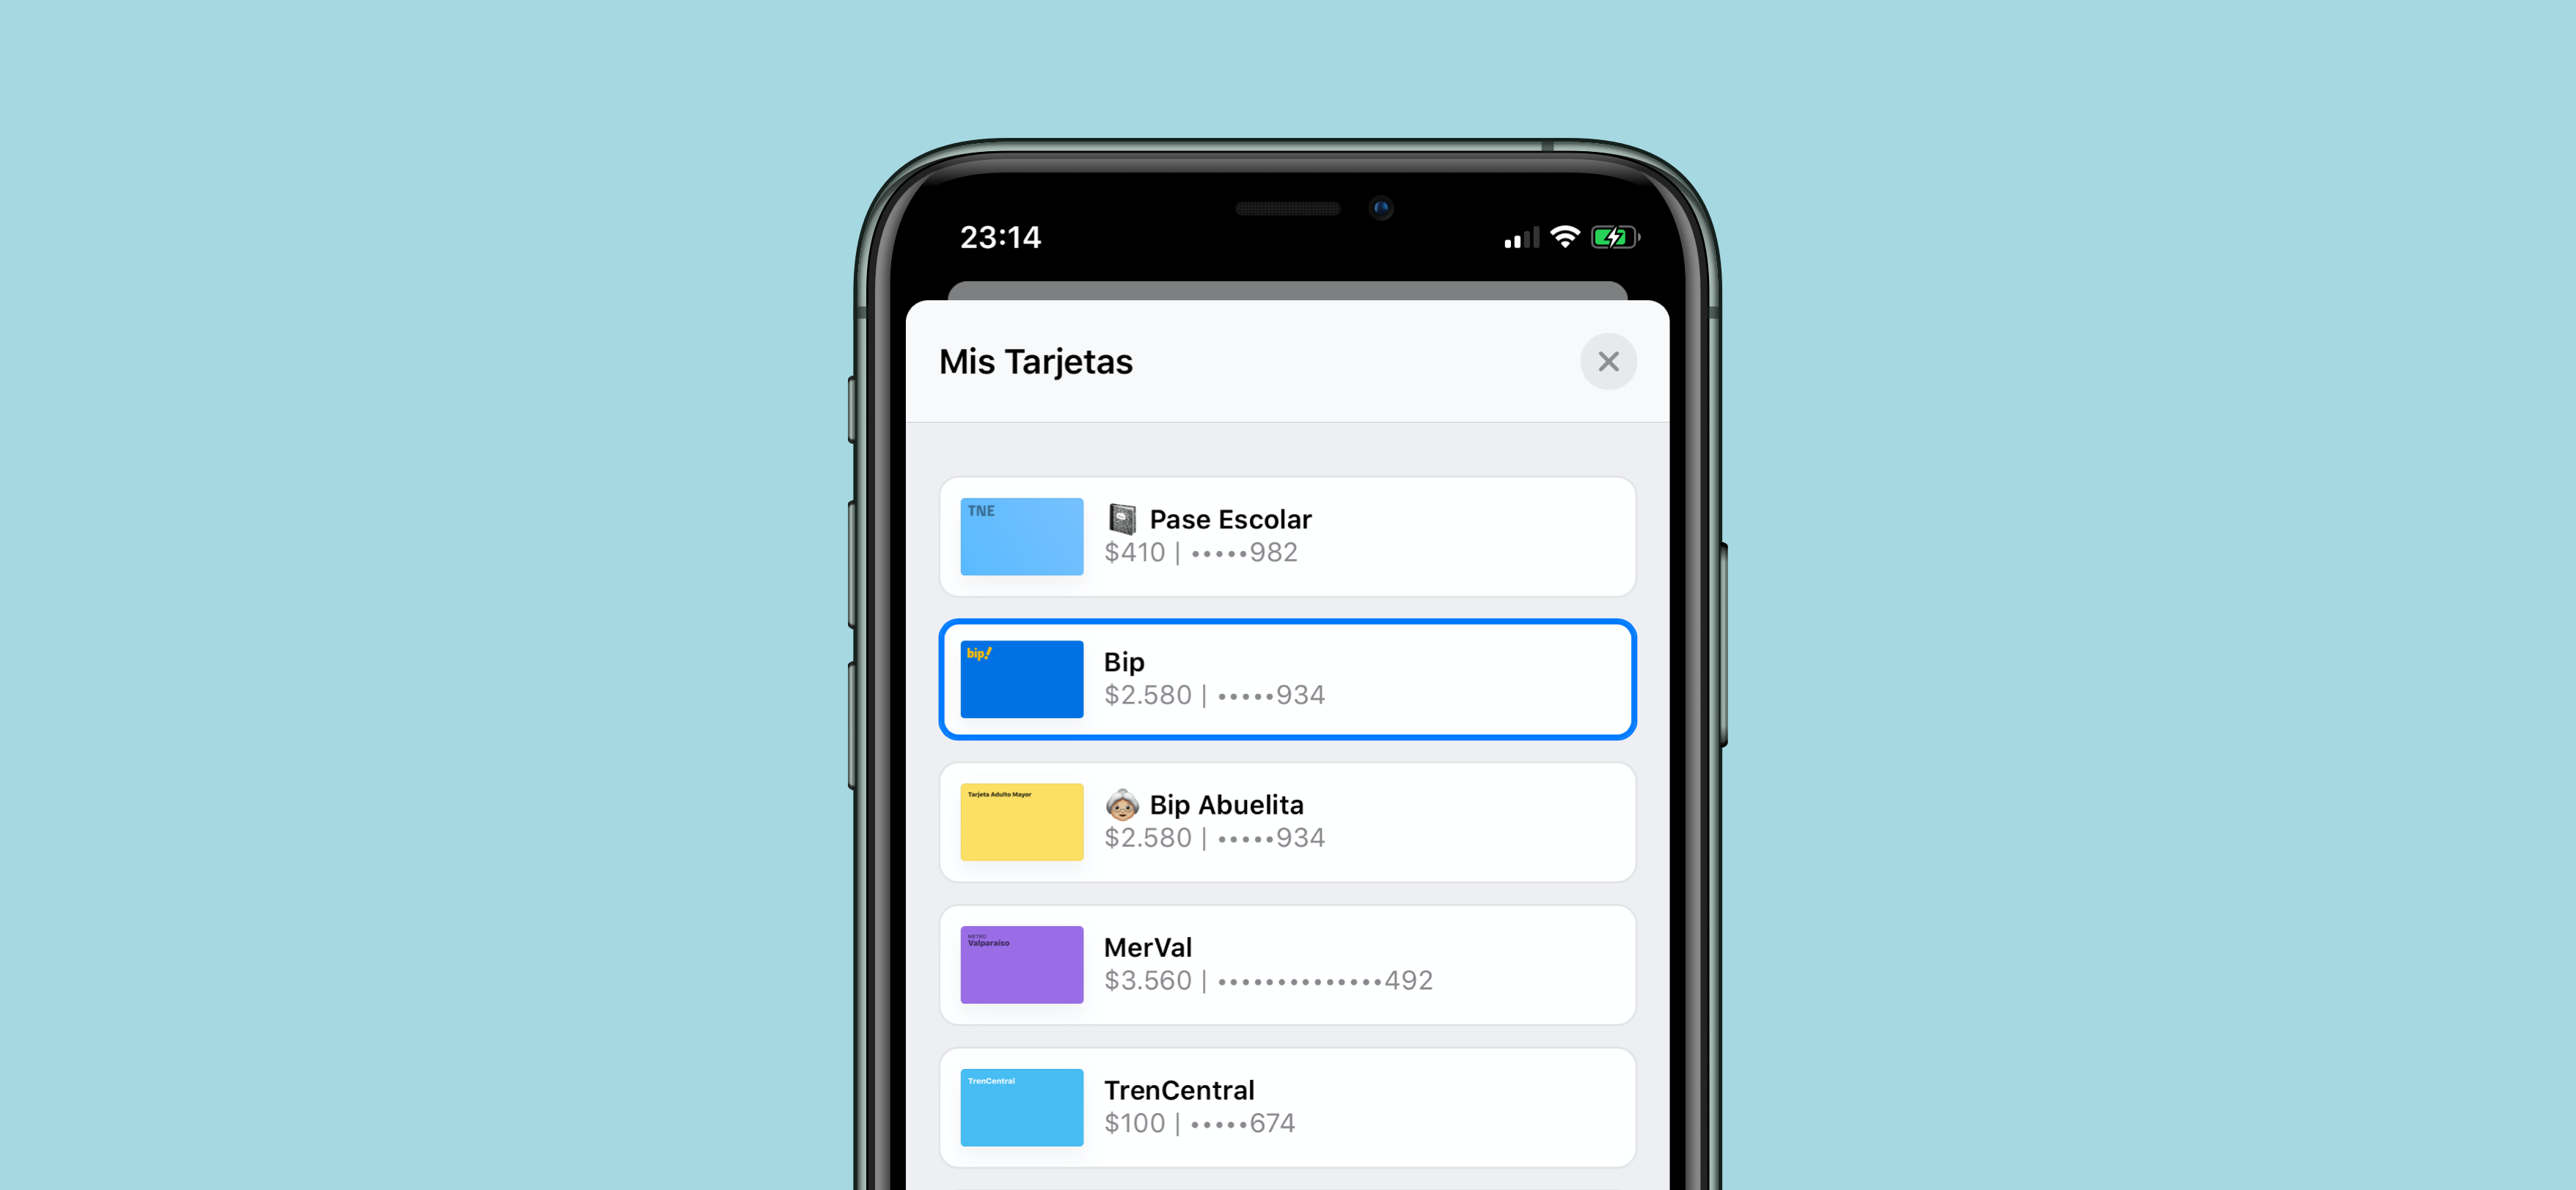 23:14
Mis Tarjetas
TNE
📓 Pase Escolar
$410 | •••••982
bip!
Bip
$2.580 | •••••934
Tarjeta Adulto Mayor
👵🏼 Bip Abuelita
$2.580 | •••••934
METRO
Valparaíso
MerVal
$3.560 | ••••••••••••••492
TrenCentral
TrenCentral
$100 | •••••674